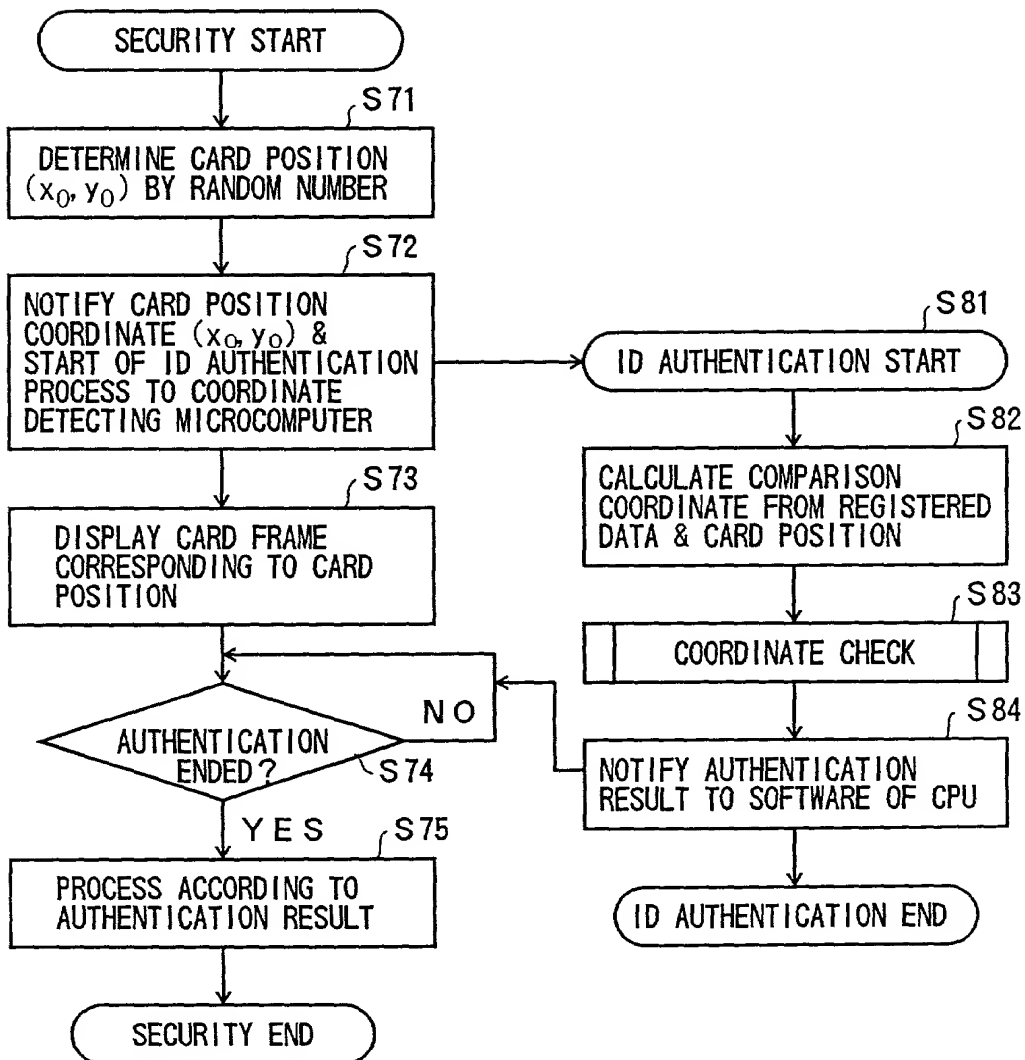 SECURITY START
S71
DETERMINE CARD POSITION
(x0, y0) BY RANDOM NUMBER
S72
NOTIFY CARD POSITION
COORDINATE (x0, y0) &
START OF ID AUTHENTICATION
PROCESS TO COORDINATE
DETECTING MICROCOMPUTER
S73
DISPLAY CARD FRAME
CORRESPONDING TO CARD
POSITION
NO
AUTHENTICATION
ENDED?
S74
YES
S75
PROCESS ACCORDING TO
AUTHENTICATION RESULT
SECURITY END
S81
ID AUTHENTICATION START
S82
CALCULATE COMPARISON
COORDINATE FROM REGISTERED
DATA & CARD POSITION
S83
COORDINATE CHECK
S84
NOTIFY AUTHENTICATION
RESULT TO SOFTWARE OF CPU
ID AUTHENTICATION END